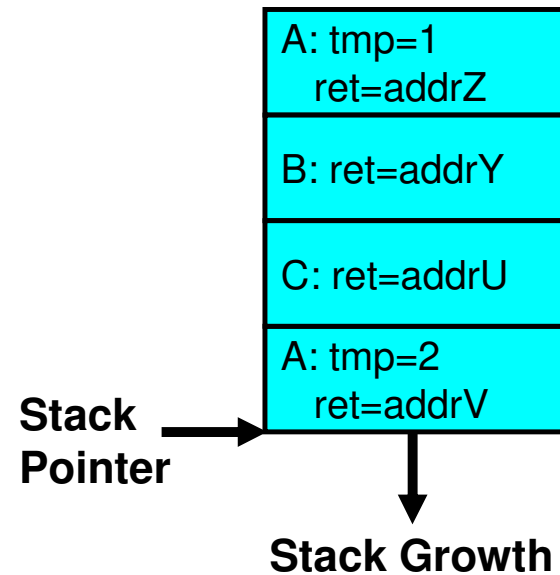 A: tmp=1
ret=addrZ
B: ret=addrY
C: ret=addrU
A: tmp=2
ret=addrV
Stack
Pointer
Stack Growth